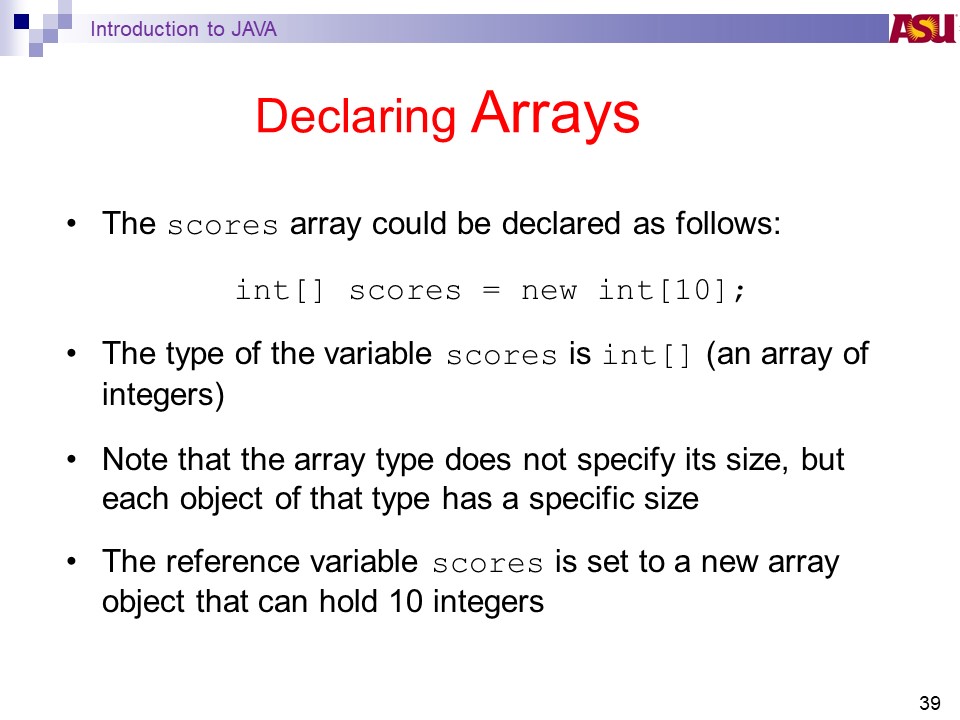 Introduction to JAVA
ASU
Declaring Arrays
• The scores array could be declared as follows:
int[] scores = new int[10];
• The type of the variable scores is int[] (an array of
integers)
• Note that the array type does not specify its size, but
each object of that type has a specific size
• The reference variable scores is set to a new array
object that can hold 10 integers
39